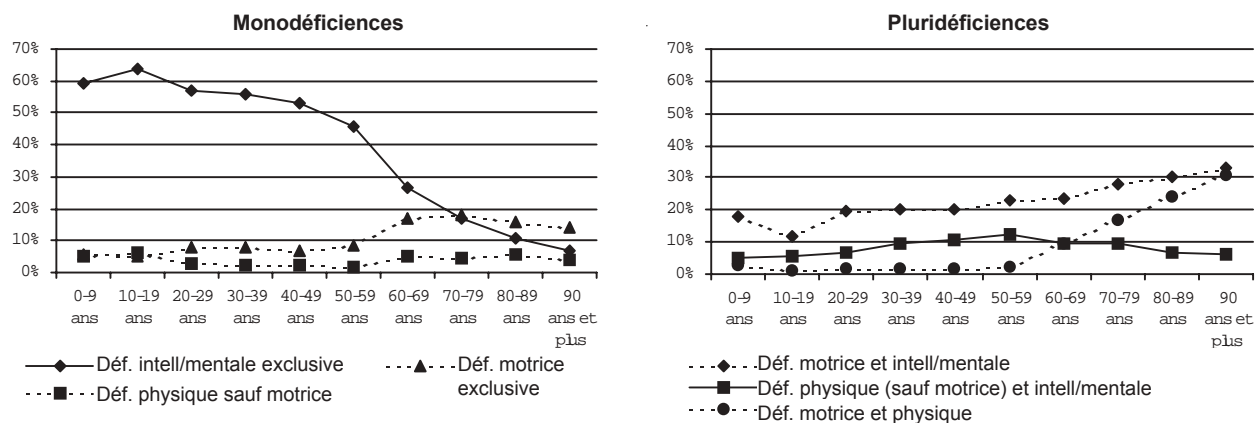 Monodéficiences
70%
60%
50%
40%
30%
20%
10%
0%
0-9 10-19 20-29 30-39 40-49 50-59 60-69 70-79 80-89 90
ans ans ans ans ans ans ans ans ans ans et
plus
Déf. intell/mentale exclusive
Déf. motrice
exclusive
Déf. physique sauf motrice
Pluridéficiences
70%
60%
50%
40%
30%
20%
10%
0%
0-9 10-19 20-29 30-39 40-49 50-59 60-69 70-79 80-89 90
ans ans ans ans ans ans ans ans ans ans et
plus
Déf. motrice et intell/mentale
Déf. physique (sauf motrice) et intell/mentale
Déf. motrice et physique